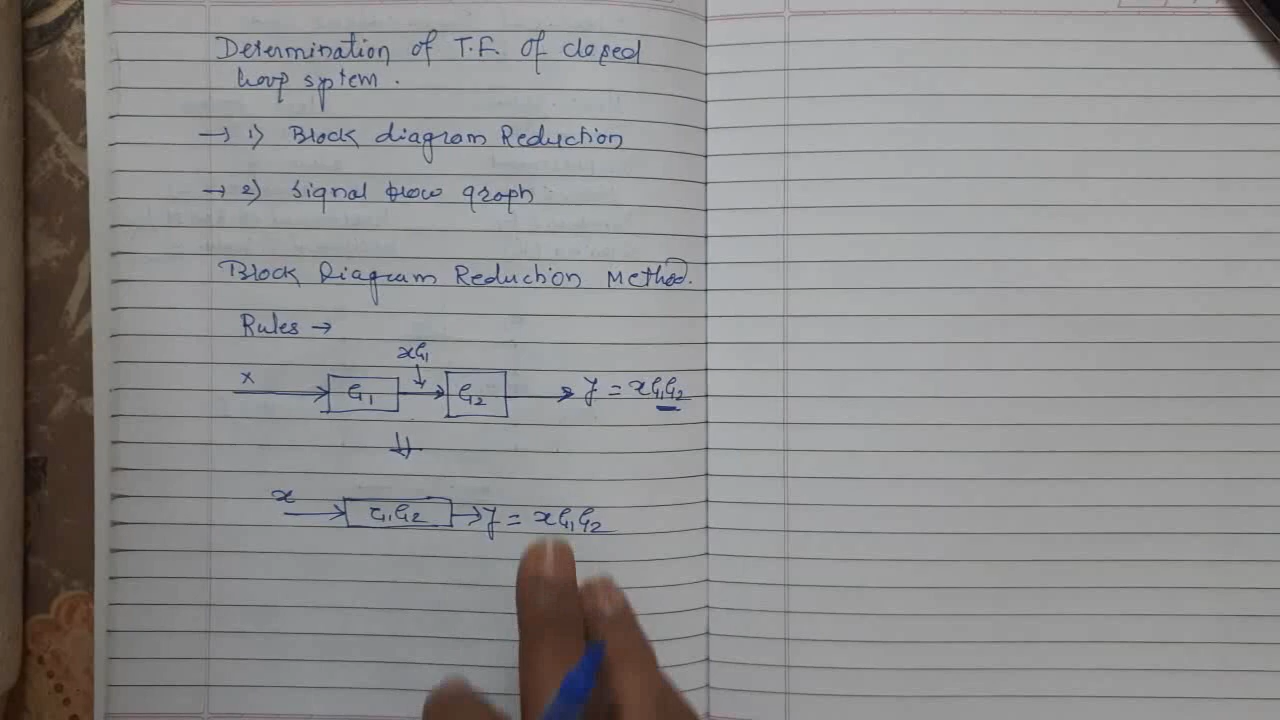 Determination of T.F. of closed
loop system.
→ 1) Block diagram Reduction
→ 2) Signal flow graph
Block Diagram Reduction Method.
Rules →
xG₁
x G₁ G₂ y = xG₁G₂
x G₁G₂ y = xG₁G₂